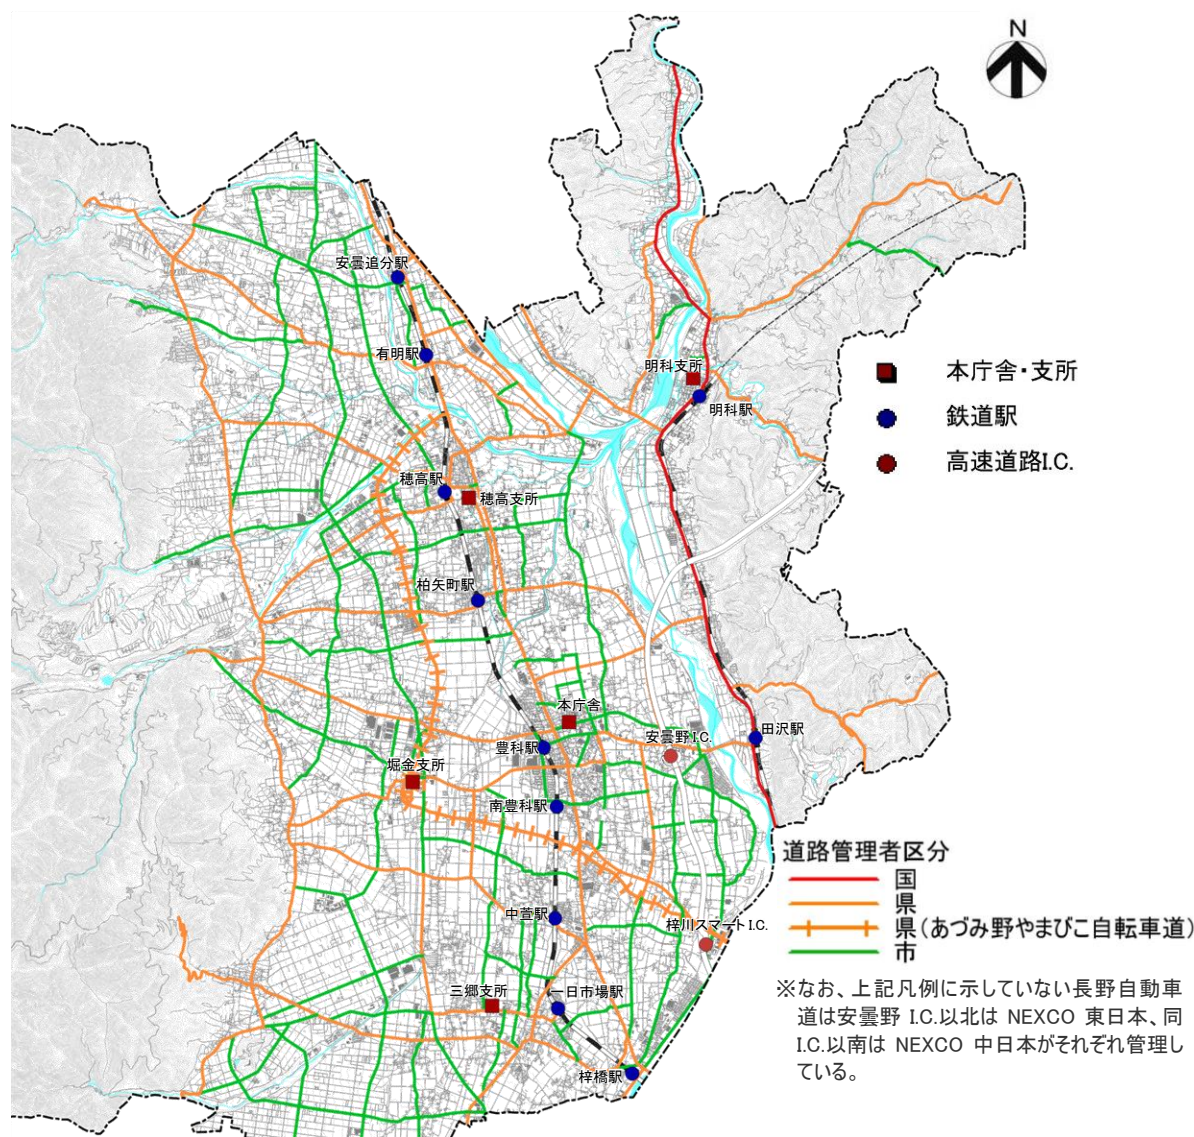 N
安曇追分駅
有明駅
明科支所
明科駅
本庁舎・支所
鉄道駅
高速道路I.C.
穂高駅
穂高支所
柏矢町駅
本庁舎
豊科駅
安曇野I.C.
田沢駅
堀金支所
南豊科駅
中萱駅
梓川スマートI.C.
三郷支所
一日市場駅
梓橋駅
道路管理者区分
国
県
県(あづみ野やまびこ自転車道)
市
※なお、上記凡例に示していない長野自動車
道は安曇野 I.C.以北は NEXCO 東日本、同
I.C.以南は NEXCO 中日本がそれぞれ管理し
ている。